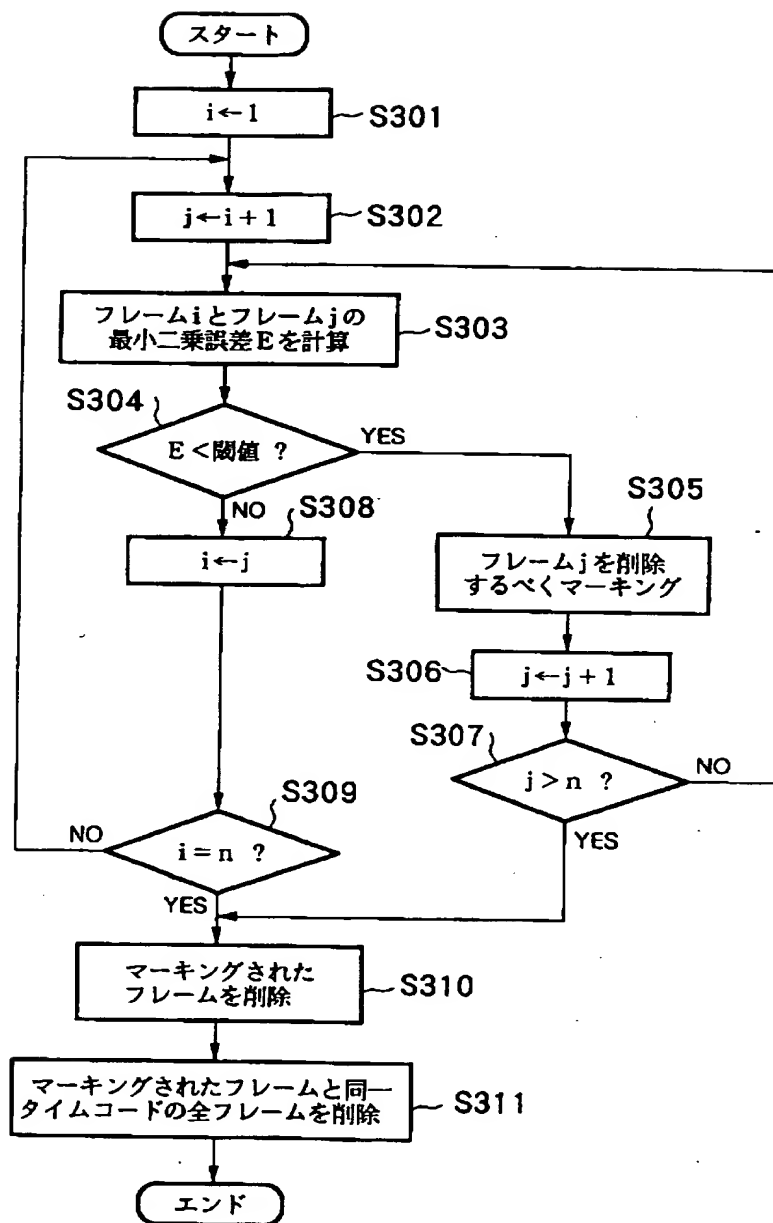 スタート
i←1
S301
j←i+1
S302
フレームiとフレームjの
最小二乗誤差Eを計算
S303
S304
E<閾値 ?
YES
NO
S308
i←j
S305
フレームjを削除
するべくマーキング
S306
j←j+1
S307
j>n ?
NO
YES
S309
i=n ?
NO
YES
マーキングされた
フレームを削除
S310
マーキングされたフレームと同一
タイムコードの全フレームを削除
S311
エンド